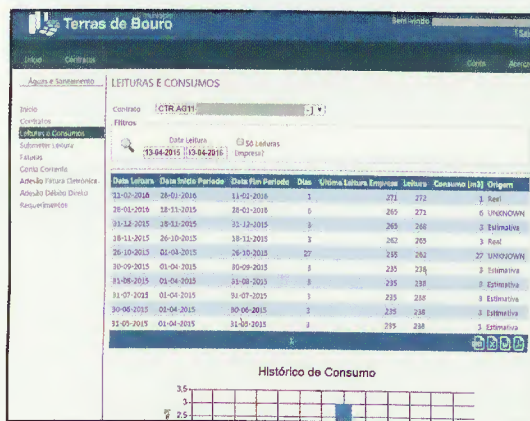 município
Terras de Bouro
Bem-vindo
Início Contratos
Conta
Águas e Saneamento
LEITURAS E CONSUMOS
Início
Contratos
Leituras e Consumos
Submeter Leitura
Faturas
Conta Corrente
Adesão Fatura Eletrónica
Adesão Débito Direto
Requerimentos
Contrato CTR.AG11
Filtros
Data Leitura
13-04-2015 13-04-2016
Só Leituras
Empresa?
Data Leitura Data Início Período Data Fim Período Dias Última Leitura Empresa Leitura Consumo [m3] Origem
11-02-2016 28-01-2016 11-02-2016 1 271 272 1 Real
28-01-2016 18-11-2015 28-01-2016 6 265 271 6 UNKNOWN
31-12-2015 18-11-2015 31-12-2015 3 265 268 3 Estimativa
18-11-2015 26-10-2015 18-11-2015 3 262 265 3 Real
26-10-2015 01-04-2015 26-10-2015 27 235 262 27 UNKNOWN
30-09-2015 01-04-2015 30-09-2015 3 235 238 3 Estimativa
31-08-2015 01-04-2015 31-08-2015 3 235 238 3 Estimativa
31-07-2015 01-04-2015 31-07-2015 3 235 238 3 Estimativa
30-06-2015 01-04-2015 30-06-2015 3 235 238 3 Estimativa
31-05-2015 01-04-2015 31-05-2015 3 235 238 3 Estimativa
1
Histórico de Consumo
3,5
3
2,5